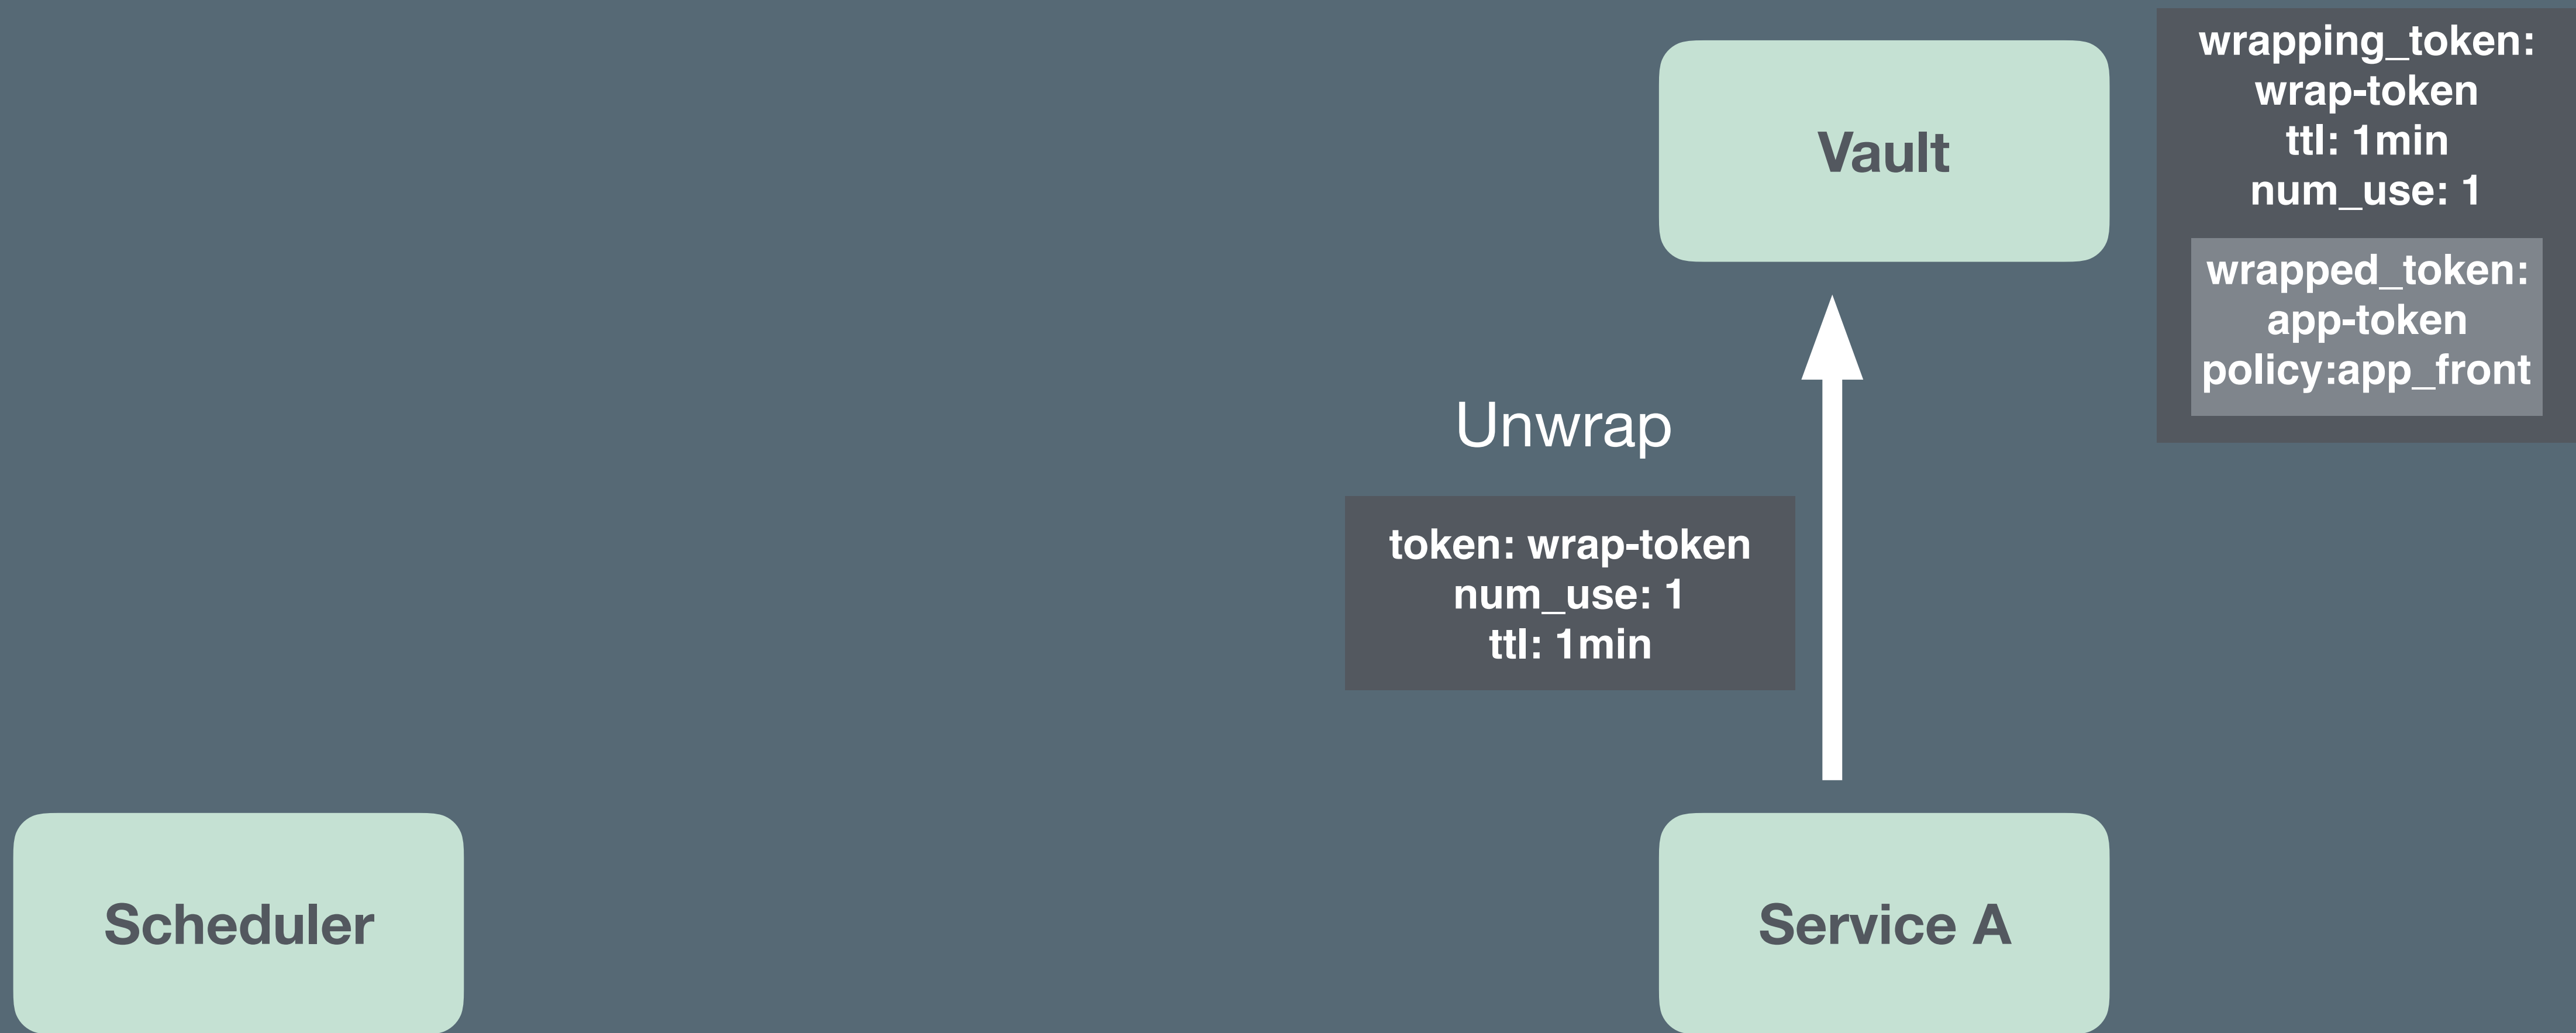 Vault
wrapping_token:
wrap-token
ttl: 1min
num_use: 1
wrapped_token:
app-token
policy:app_front
Unwrap
token: wrap-token
num_use: 1
ttl: 1min
Scheduler
Service A